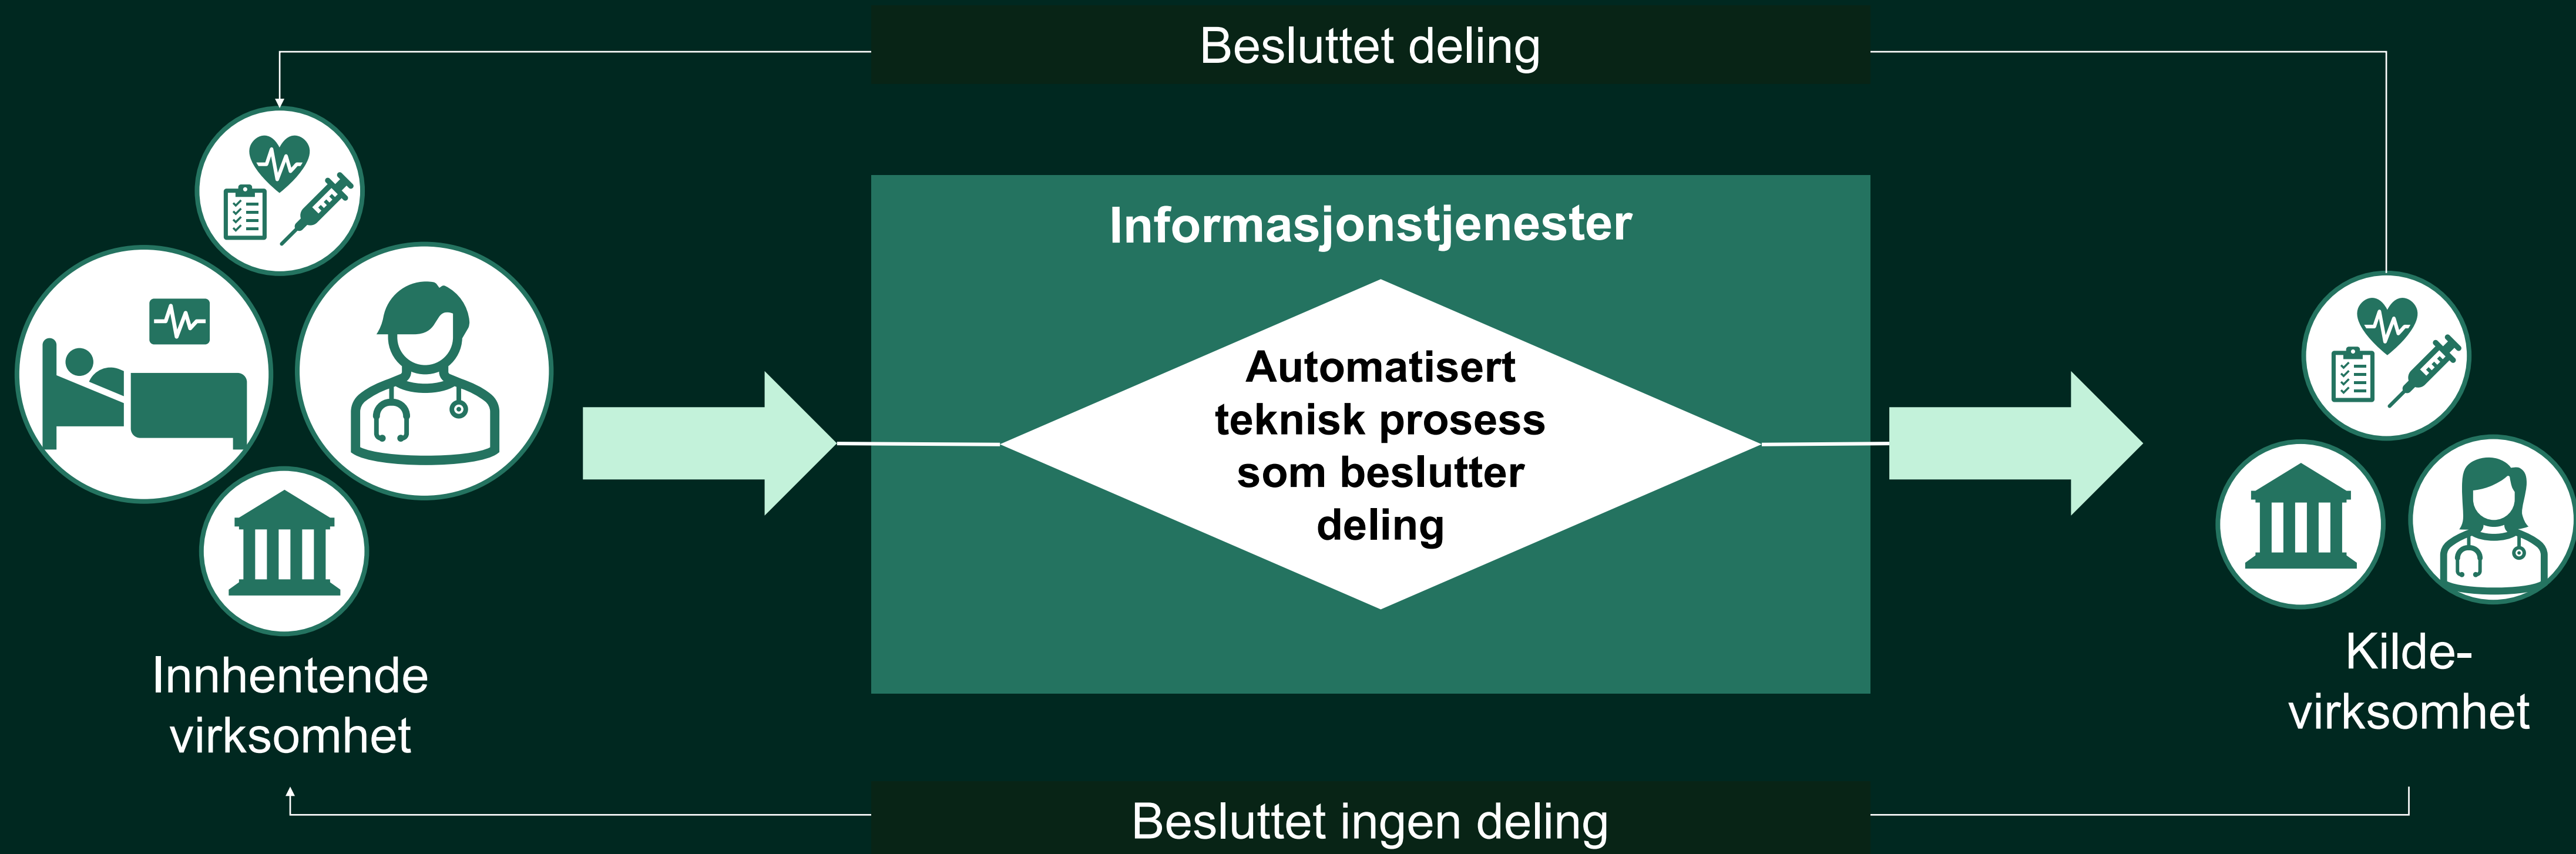 Besluttet deling
Informasjonstjenester
Automatisert
teknisk prosess
som beslutter
deling
Innhentende
virksomhet
Kilde-
virksomhet
Besluttet ingen deling